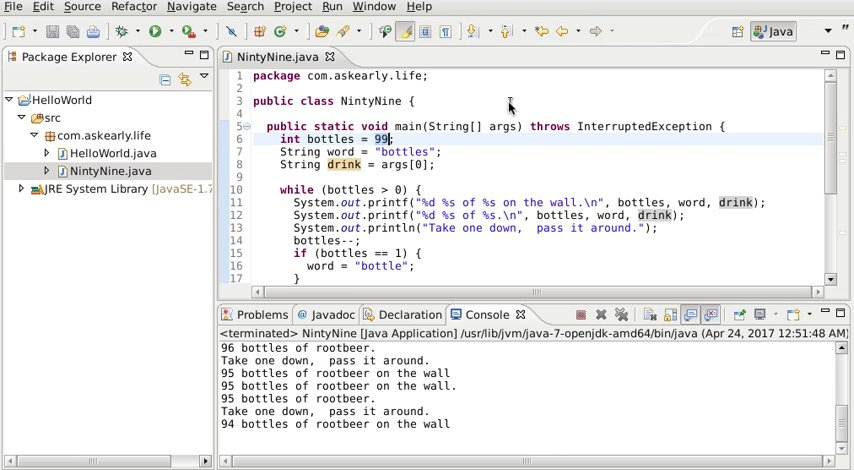 File Edit Source Refactor Navigate Search Project Run Window Help
Java
Package Explorer
HelloWorld
src
com.askearly.life
HelloWorld.java
NintyNine.java
JRE System Library [JavaSE-1.7
NintyNine.java
1 package com.askearly.life;
2
3 public class NintyNine {
4
5 public static void main(String[] args) throws InterruptedException {
6 int bottles = 99;
7 String word = "bottles";
8 String drink = args[0];
9
10 while (bottles > 0) {
11 System.out.printf("%d %s of %s on the wall.\n", bottles, word, drink);
12 System.out.printf("%d %s of %s.\n", bottles, word, drink);
13 System.out.println("Take one down,  pass it around.");
14 bottles--;
15 if (bottles == 1) {
16 word = "bottle";
17 }
Problems Javadoc Declaration Console
<terminated> NintyNine [Java Application] /usr/lib/jvm/java-7-openjdk-amd64/bin/java (Apr 24, 2017 12:51:48 AM)
96 bottles of rootbeer.
Take one down,  pass it around.
95 bottles of rootbeer on the wall
95 bottles of rootbeer on the wall.
95 bottles of rootbeer.
Take one down,  pass it around.
94 bottles of rootbeer on the wall